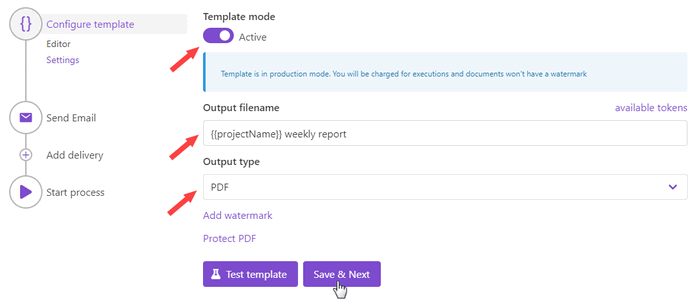 {} Configure template
Editor
Settings
Send Email
Add delivery
Start process
Template mode
Active
Template is in production mode. You will be charged for executions and documents won't have a watermark
Output filename available tokens
{{projectName}} weekly report
Output type
PDF
Add watermark
Protect PDF
Test template Save & Next